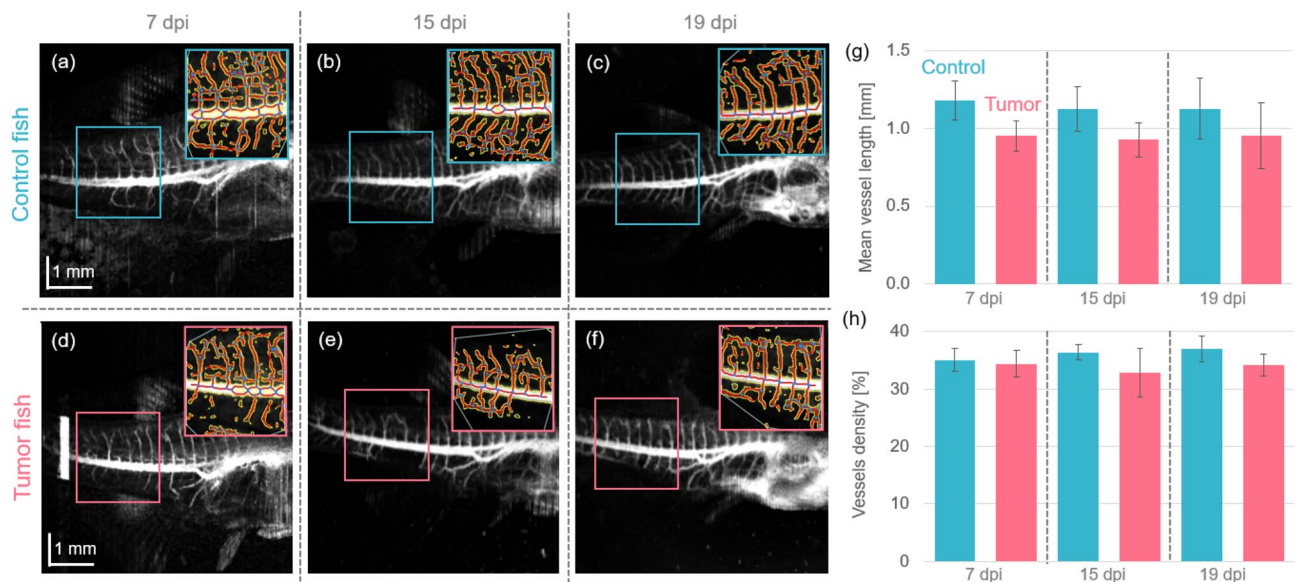 7 dpi
15 dpi
19 dpi
Control fish
(a)
(b)
(c)
1 mm
Tumor fish
(d)
(e)
(f)
1 mm
(g)
Mean vessel length [mm]
1.5
1.0
0.5
0.0
Control
Tumor
7 dpi
15 dpi
19 dpi
(h)
Vessels density [%]
40
30
20
10
0
7 dpi
15 dpi
19 dpi